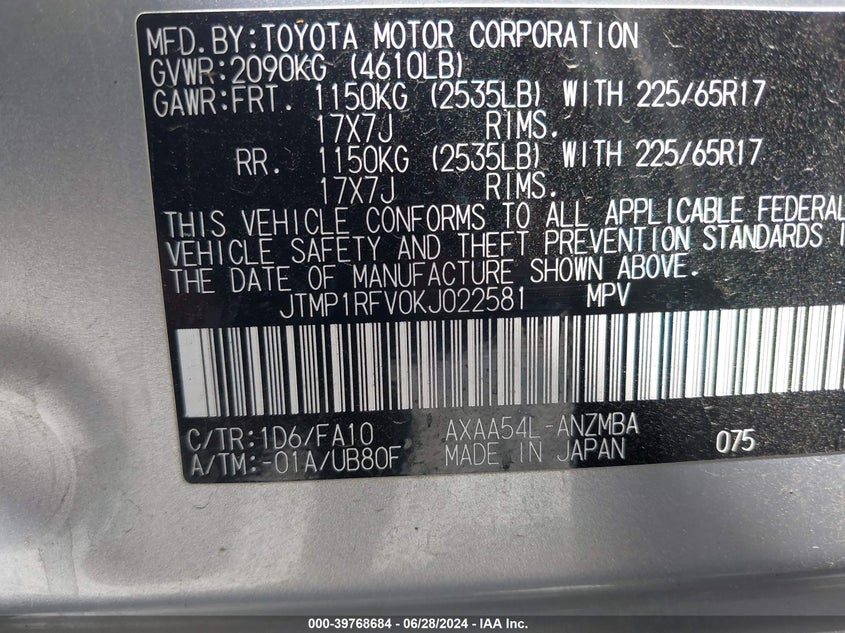 MFD. BY:TOYOTA MOTOR CORPORATION
GVWR:2090KG (4610LB)
GAWR:FRT. 1150KG (2535LB) WITH 225/65R17
17X7J RIMS.
RR. 1150KG (2535LB) WITH 225/65R17
17X7J RIMS.
THIS VEHICLE CONFORMS TO ALL APPLICABLE FEDERAL
VEHICLE SAFETY AND THEFT PREVENTION STANDARDS
THE DATE OF MANUFACTURE SHOWN ABOVE.
JTMP1RFV0KJ022581 MPV
C/TR:1D6/FA10 AXAA54L-ANZMBA 075
A/TM:-01A/UB80F MADE IN JAPAN
000-39768684 - 06/28/2024 - IAA Inc.